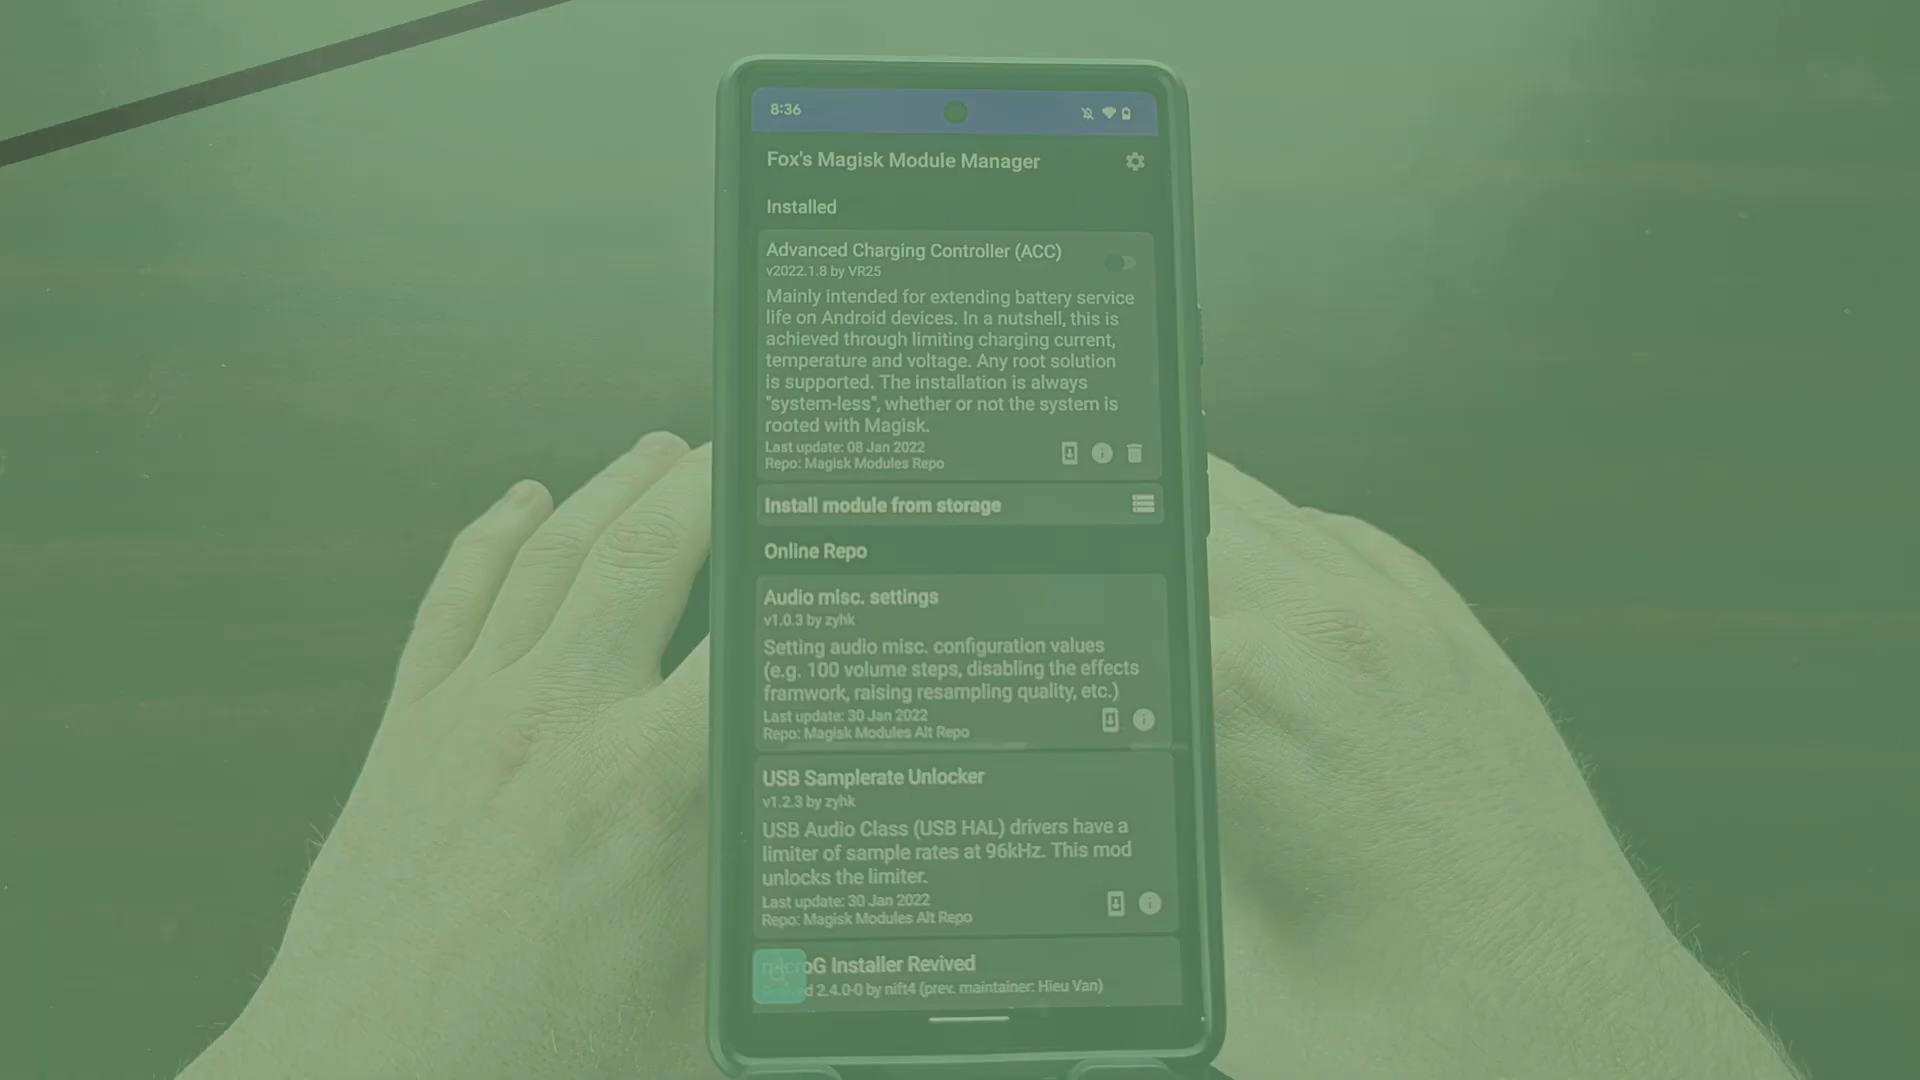 8:36
Fox's Magisk Module Manager
Installed
Advanced Charging Controller (ACC)
v2022.1.8 by VR25
Mainly intended for extending battery service
life on Android devices. In a nutshell, this is
achieved through limiting charging current,
temperature and voltage. Any root solution
is supported. The installation is always
"system-less", whether or not the system is
rooted with Magisk.
Last update: 08 Jan 2022
Repo: Magisk Modules Repo
Install module from storage
Online Repo
Audio misc. settings
v1.0.3 by zyhk
Setting audio misc. configuration values
(e.g. 100 volume steps, disabling the effects
framwork, raising resampling quality, etc.)
Last update: 30 Jan 2022
Repo: Magisk Modules Alt Repo
USB Samplerate Unlocker
v1.2.3 by zyhk
USB Audio Class (USB HAL) drivers have a
limiter of sample rates at 96kHz. This mod
unlocks the limiter.
Last update: 30 Jan 2022
Repo: Magisk Modules Alt Repo
microG Installer Revived
2.4.0-0 by nift4 (prev. maintainer: Hieu Van)